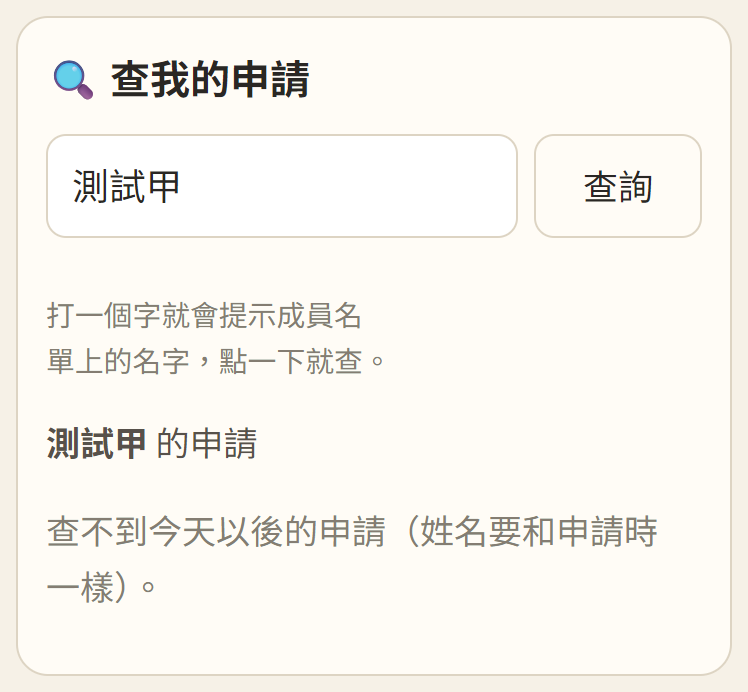 查我的申請
測試甲
查詢
打一個字就會提示成員名
單上的名字，點一下就查。
測試甲 的申請
查不到今天以後的申請（姓名要和申請時
一樣）。